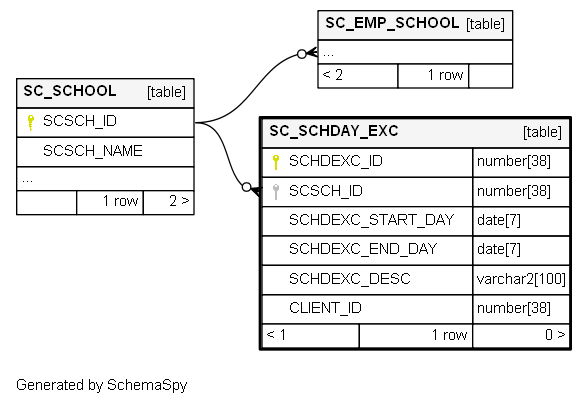 SC_EMP_SCHOOL [table]
...
< 2 1 row
SC_SCHOOL [table]
SCSCH_ID
SCSCH_NAME
...
1 row 2 >
SC_SCHDAY_EXC [table]
SCHDEXC_ID number[38]
SCSCH_ID number[38]
SCHDEXC_START_DAY date[7]
SCHDEXC_END_DAY date[7]
SCHDEXC_DESC varchar2[100]
CLIENT_ID number[38]
< 1 1 row 0 >
Generated by SchemaSpy